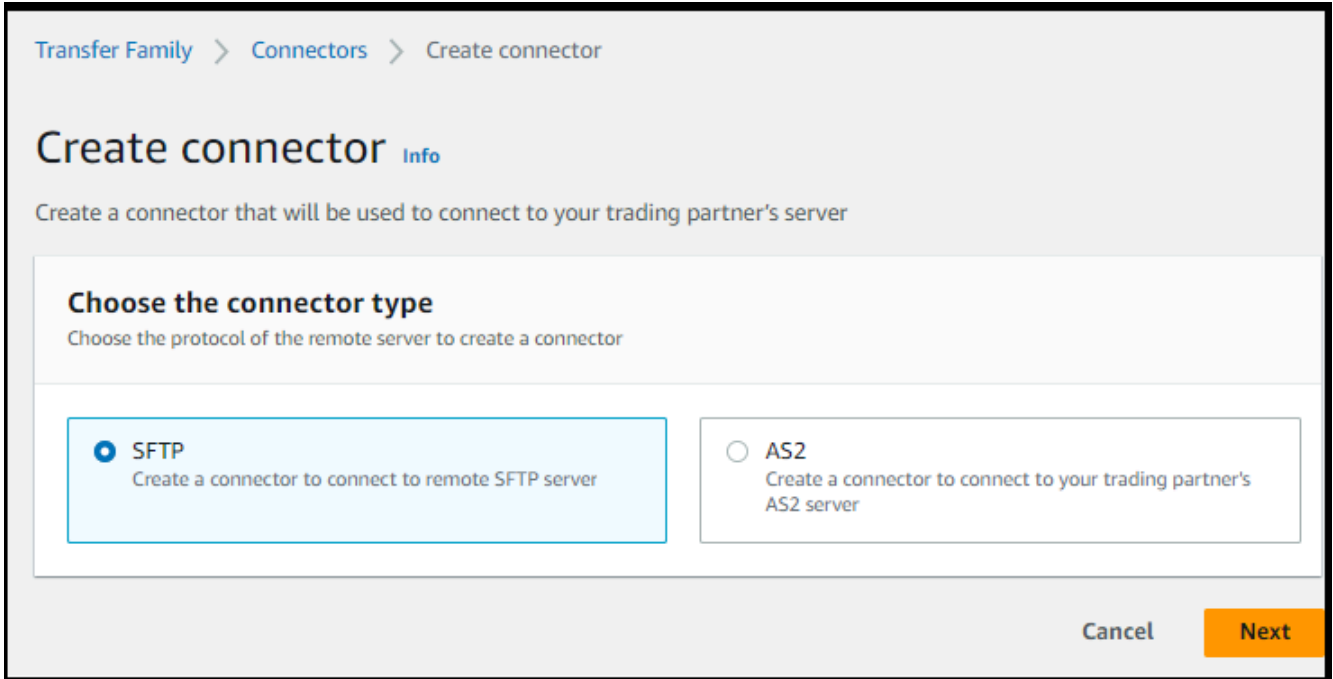 Transfer Family > Connectors > Create connector
Create connector Info
Create a connector that will be used to connect to your trading partner's server
Choose the connector type
Choose the protocol of the remote server to create a connector
SFTP
Create a connector to connect to remote SFTP server
AS2
Create a connector to connect to your trading partner's
AS2 server
Cancel
Next